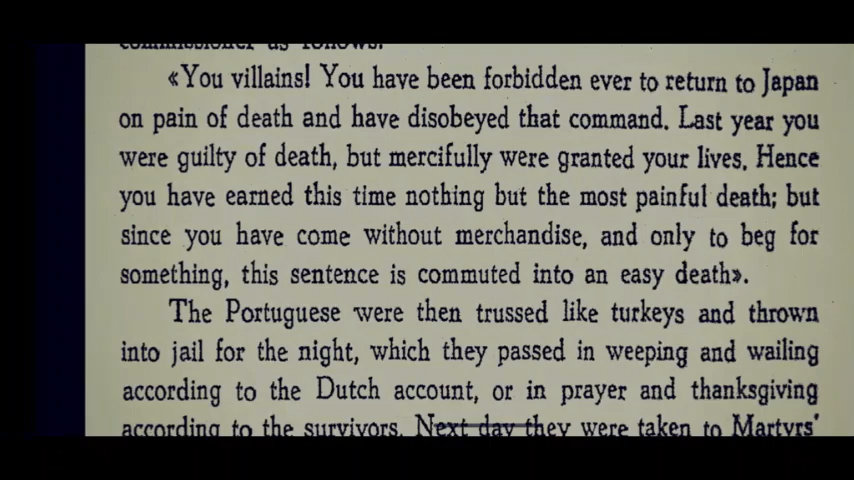 commissioner as follows:
«You villains! You have been forbidden ever to return to Japan
on pain of death and have disobeyed that command. Last year you
were guilty of death, but mercifully were granted your lives. Hence
you have earned this time nothing but the most painful death; but
since you have come without merchandise, and only to beg for
something, this sentence is commuted into an easy death».
The Portuguese were then trussed like turkeys and thrown
into jail for the night, which they passed in weeping and wailing
according to the Dutch account, or in prayer and thanksgiving
according to the survivors. Next day they were taken to Martyrs'